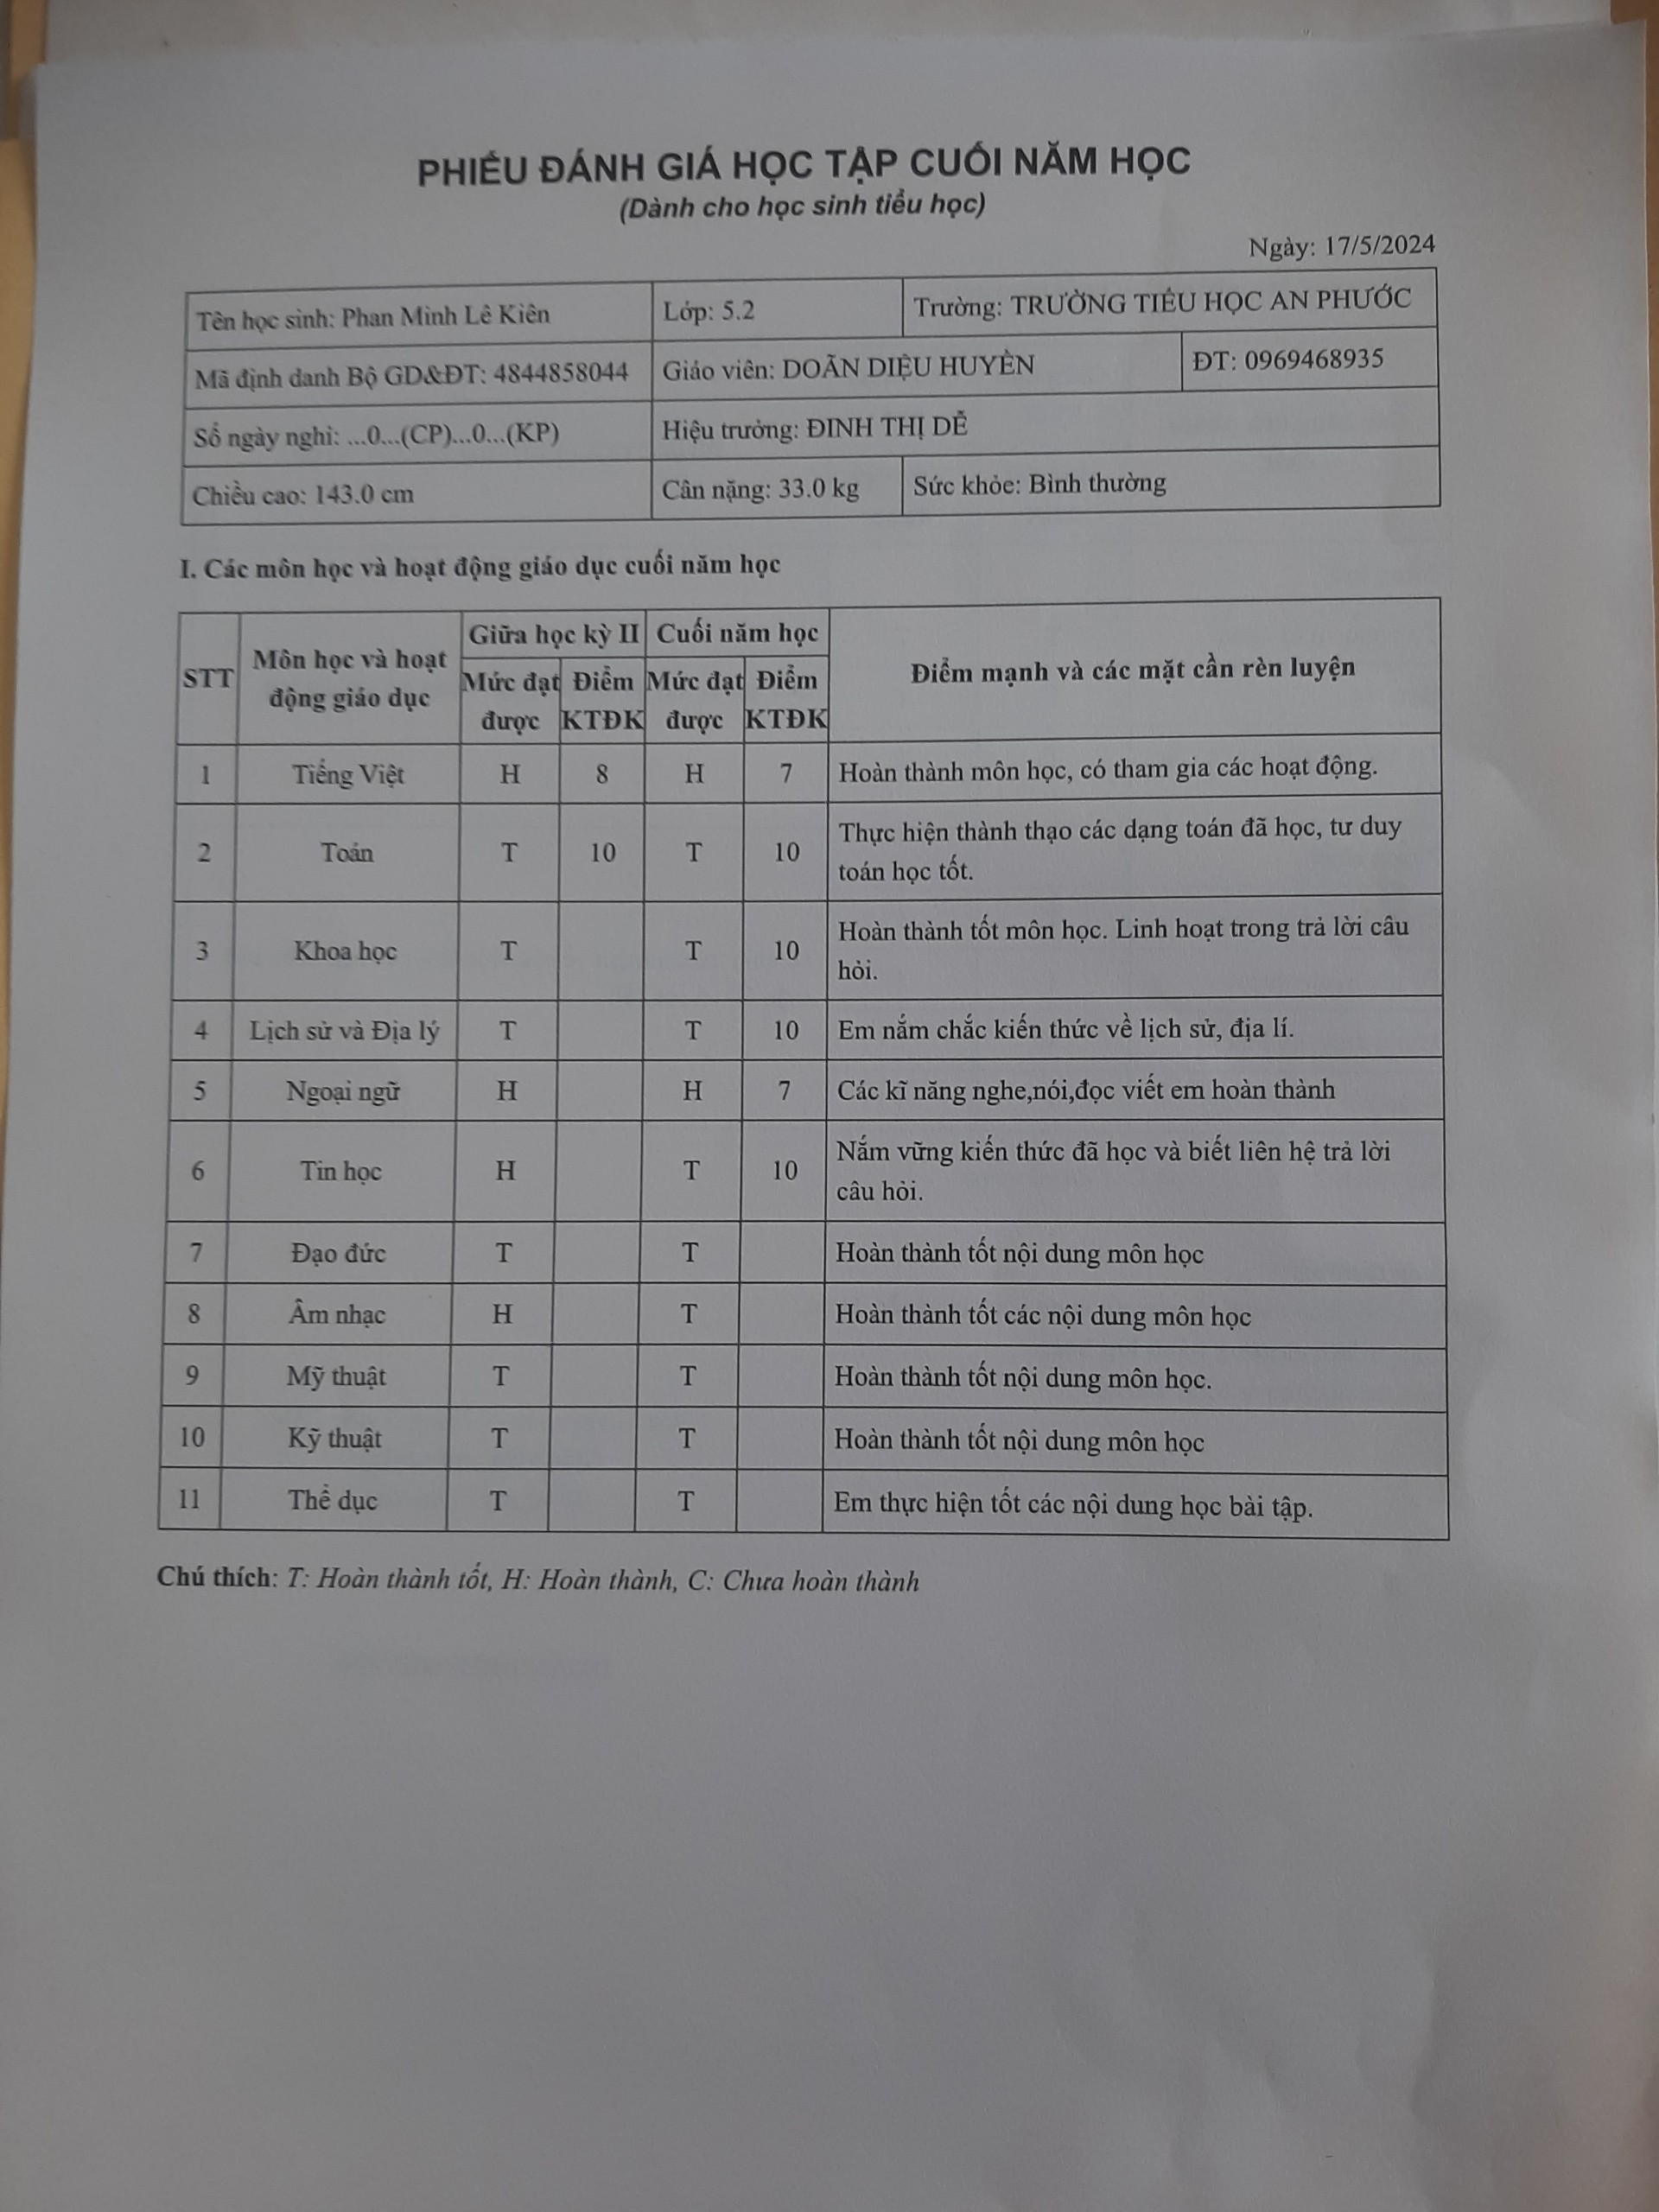 PHIẾU ĐÁNH GIÁ HỌC TẬP CUỐI NĂM HỌC
(Dành cho học sinh tiểu học)
Ngày: 17/5/2024
Tên học sinh: Phan Minh Lê Kiên Lớp: 5.2 Trường: TRƯỜNG TIỂU HỌC AN PHƯỚC
Mã định danh Bộ GD&ĐT: 4844858044 Giáo viên: DOÃN DIỆU HUYỀN ĐT: 0969468935
Số ngày nghỉ: ...0...(CP)...0...(KP) Hiệu trưởng: ĐINH THỊ DỄ
Chiều cao: 143.0 cm Cân nặng: 33.0 kg Sức khỏe: Bình thường
I. Các môn học và hoạt động giáo dục cuối năm học
STT Môn học và hoạt động giáo dục Giữa học kỳ II Cuối năm học Điểm mạnh và các mặt cần rèn luyện
Mức đạt được Điểm KTĐK Mức đạt được Điểm KTĐK
1 Tiếng Việt H 8 H 7 Hoàn thành môn học, có tham gia các hoạt động.
2 Toán T 10 T 10 Thực hiện thành thạo các dạng toán đã học, tư duy
toán học tốt.
3 Khoa học T T 10 Hoàn thành tốt môn học. Linh hoạt trong trả lời câu
hỏi.
4 Lịch sử và Địa lý T T 10 Em nắm chắc kiến thức về lịch sử, địa lí.
5 Ngoại ngữ H H 7 Các kĩ năng nghe,nói,đọc viết em hoàn thành
6 Tin học H T 10 Nắm vững kiến thức đã học và biết liên hệ trả lời
câu hỏi.
7 Đạo đức T T Hoàn thành tốt nội dung môn học
8 Âm nhạc H T Hoàn thành tốt các nội dung môn học
9 Mỹ thuật T T Hoàn thành tốt nội dung môn học.
10 Kỹ thuật T T Hoàn thành tốt nội dung môn học
11 Thể dục T T Em thực hiện tốt các nội dung học bài tập.
Chú thích: T: Hoàn thành tốt, H: Hoàn thành, C: Chưa hoàn thành